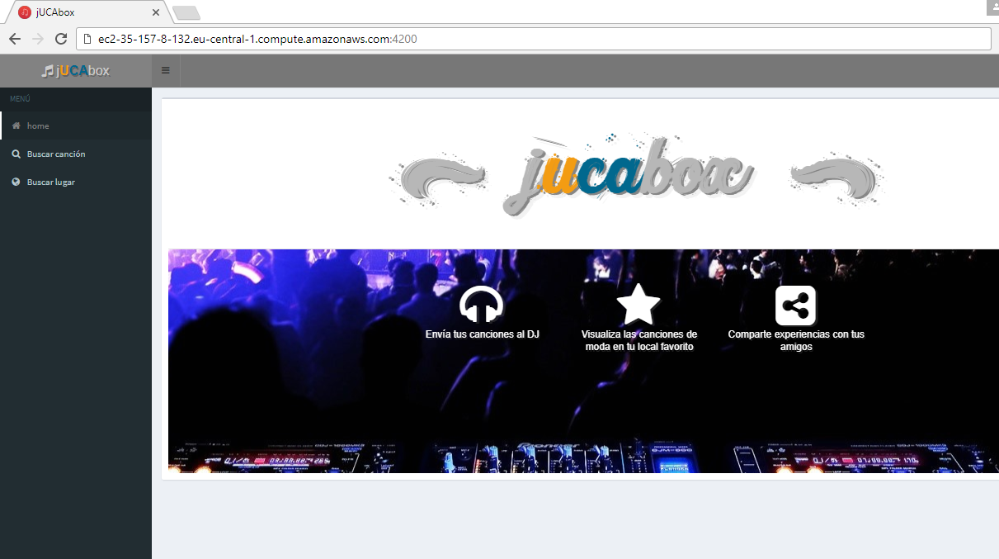 jUCAbox
ec2-35-157-8-132.eu-central-1.compute.amazonaws.com:4200
jUCAbox
MENÚ
home
Buscar canción
Buscar lugar
jucabox
Envía tus canciones al DJ
Visualiza las canciones de
moda en tu local favorito
Comparte experiencias con tus
amigos